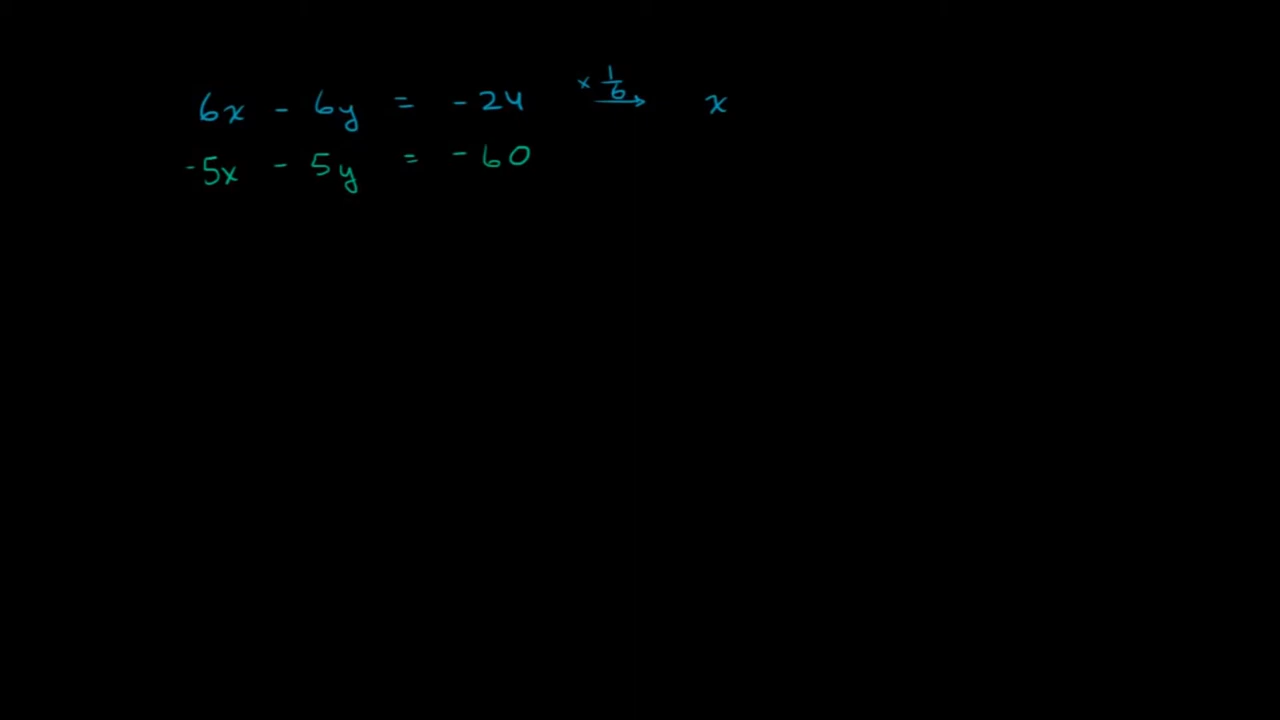 6x - 6y = -24 × 1/6 → x
-5x - 5y = -60